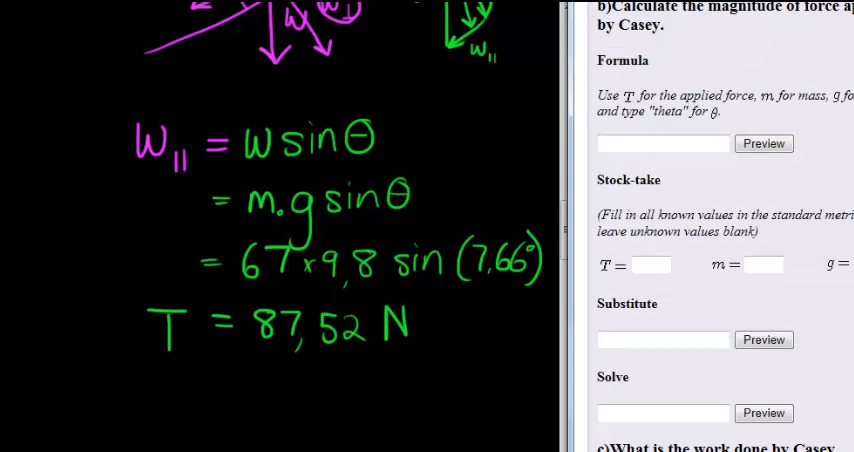 W
W⊥
W||
W|| = W sin θ
= m.g sin θ
= 67 × 9,8 sin (7,66°)
T = 87,52 N
b)Calculate the magnitude of force a
by Casey.
Formula
Use T for the applied force, m for mass, g fo
and type "theta" for θ.
Preview
Stock-take
(Fill in all known values in the standard metri
leave unknown values blank)
T = m = g =
Substitute
Preview
Solve
Preview
c)What is the work done by Casey